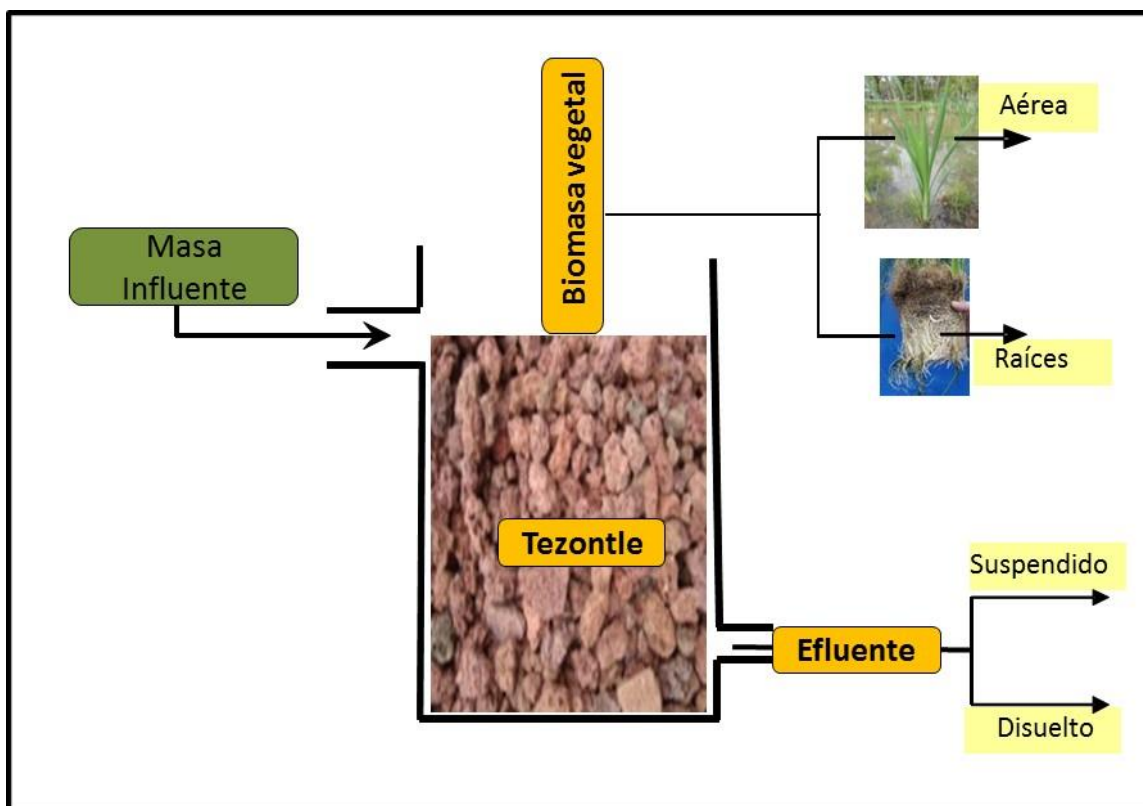 Biomasa vegetal
Aérea
Masa
Influente
Raíces
Tezontle
Suspendido
Efluente
Disuelto